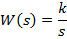 W(s) = k/s